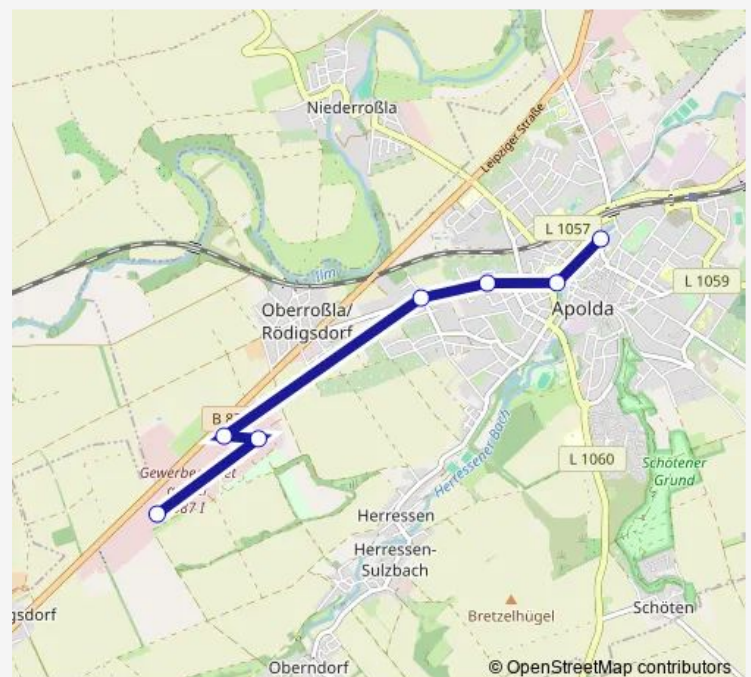 Niederroßla
Leipziger Straße
L 1057
Ilm
L 1059
Oberroßla/
Rödigsdorf
Apolda
B 87
Herressener Bach
L 1060
Schötener
Grund
87 I
Herressen
Herressen-
Sulzbach
Bretzelhügel
Schöten
gsdorf
Oberndorf
© OpenStreetMap contributors